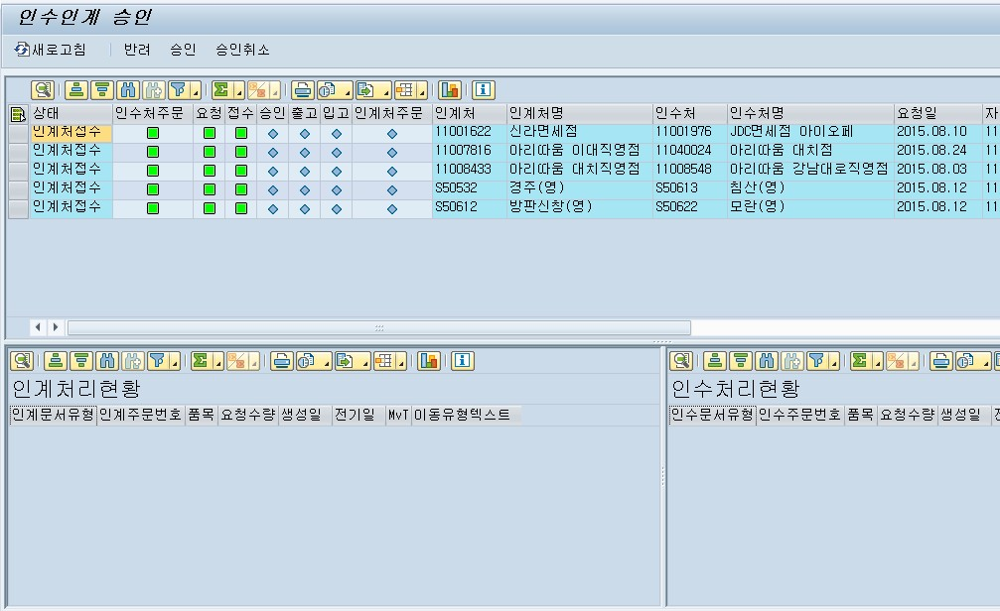 인수인계 승인
새로고침 반려 승인 승인취소
상태 인수처주문 요청 접수 승인 출고 입고 인계처주문 인계처 인계처명 인수처 인수처명 요청일 자
인계처접수 11001622 신라면세점 11001976 JDC면세점 아이오페 2015.08.10 11
인계처접수 11007816 아리따움 이대직영점 11040024 아리따움 대치점 2015.08.24 11
인계처접수 11008433 아리따움 대치직영점 11008548 아리따움 강남대로직영점 2015.08.03 11
인계처접수 S50532 경주(영) S50613 침산(영) 2015.08.12 11
인계처접수 S50612 방판신창(영) S50622 모란(영) 2015.08.12 11
인계처리현황 인수처리현황
인계문서유형 인계주문번호 품목 요청수량 생성일 전기일 MvT 이동유형텍스트 인수문서유형 인수주문번호 품목 요청수량 생성일